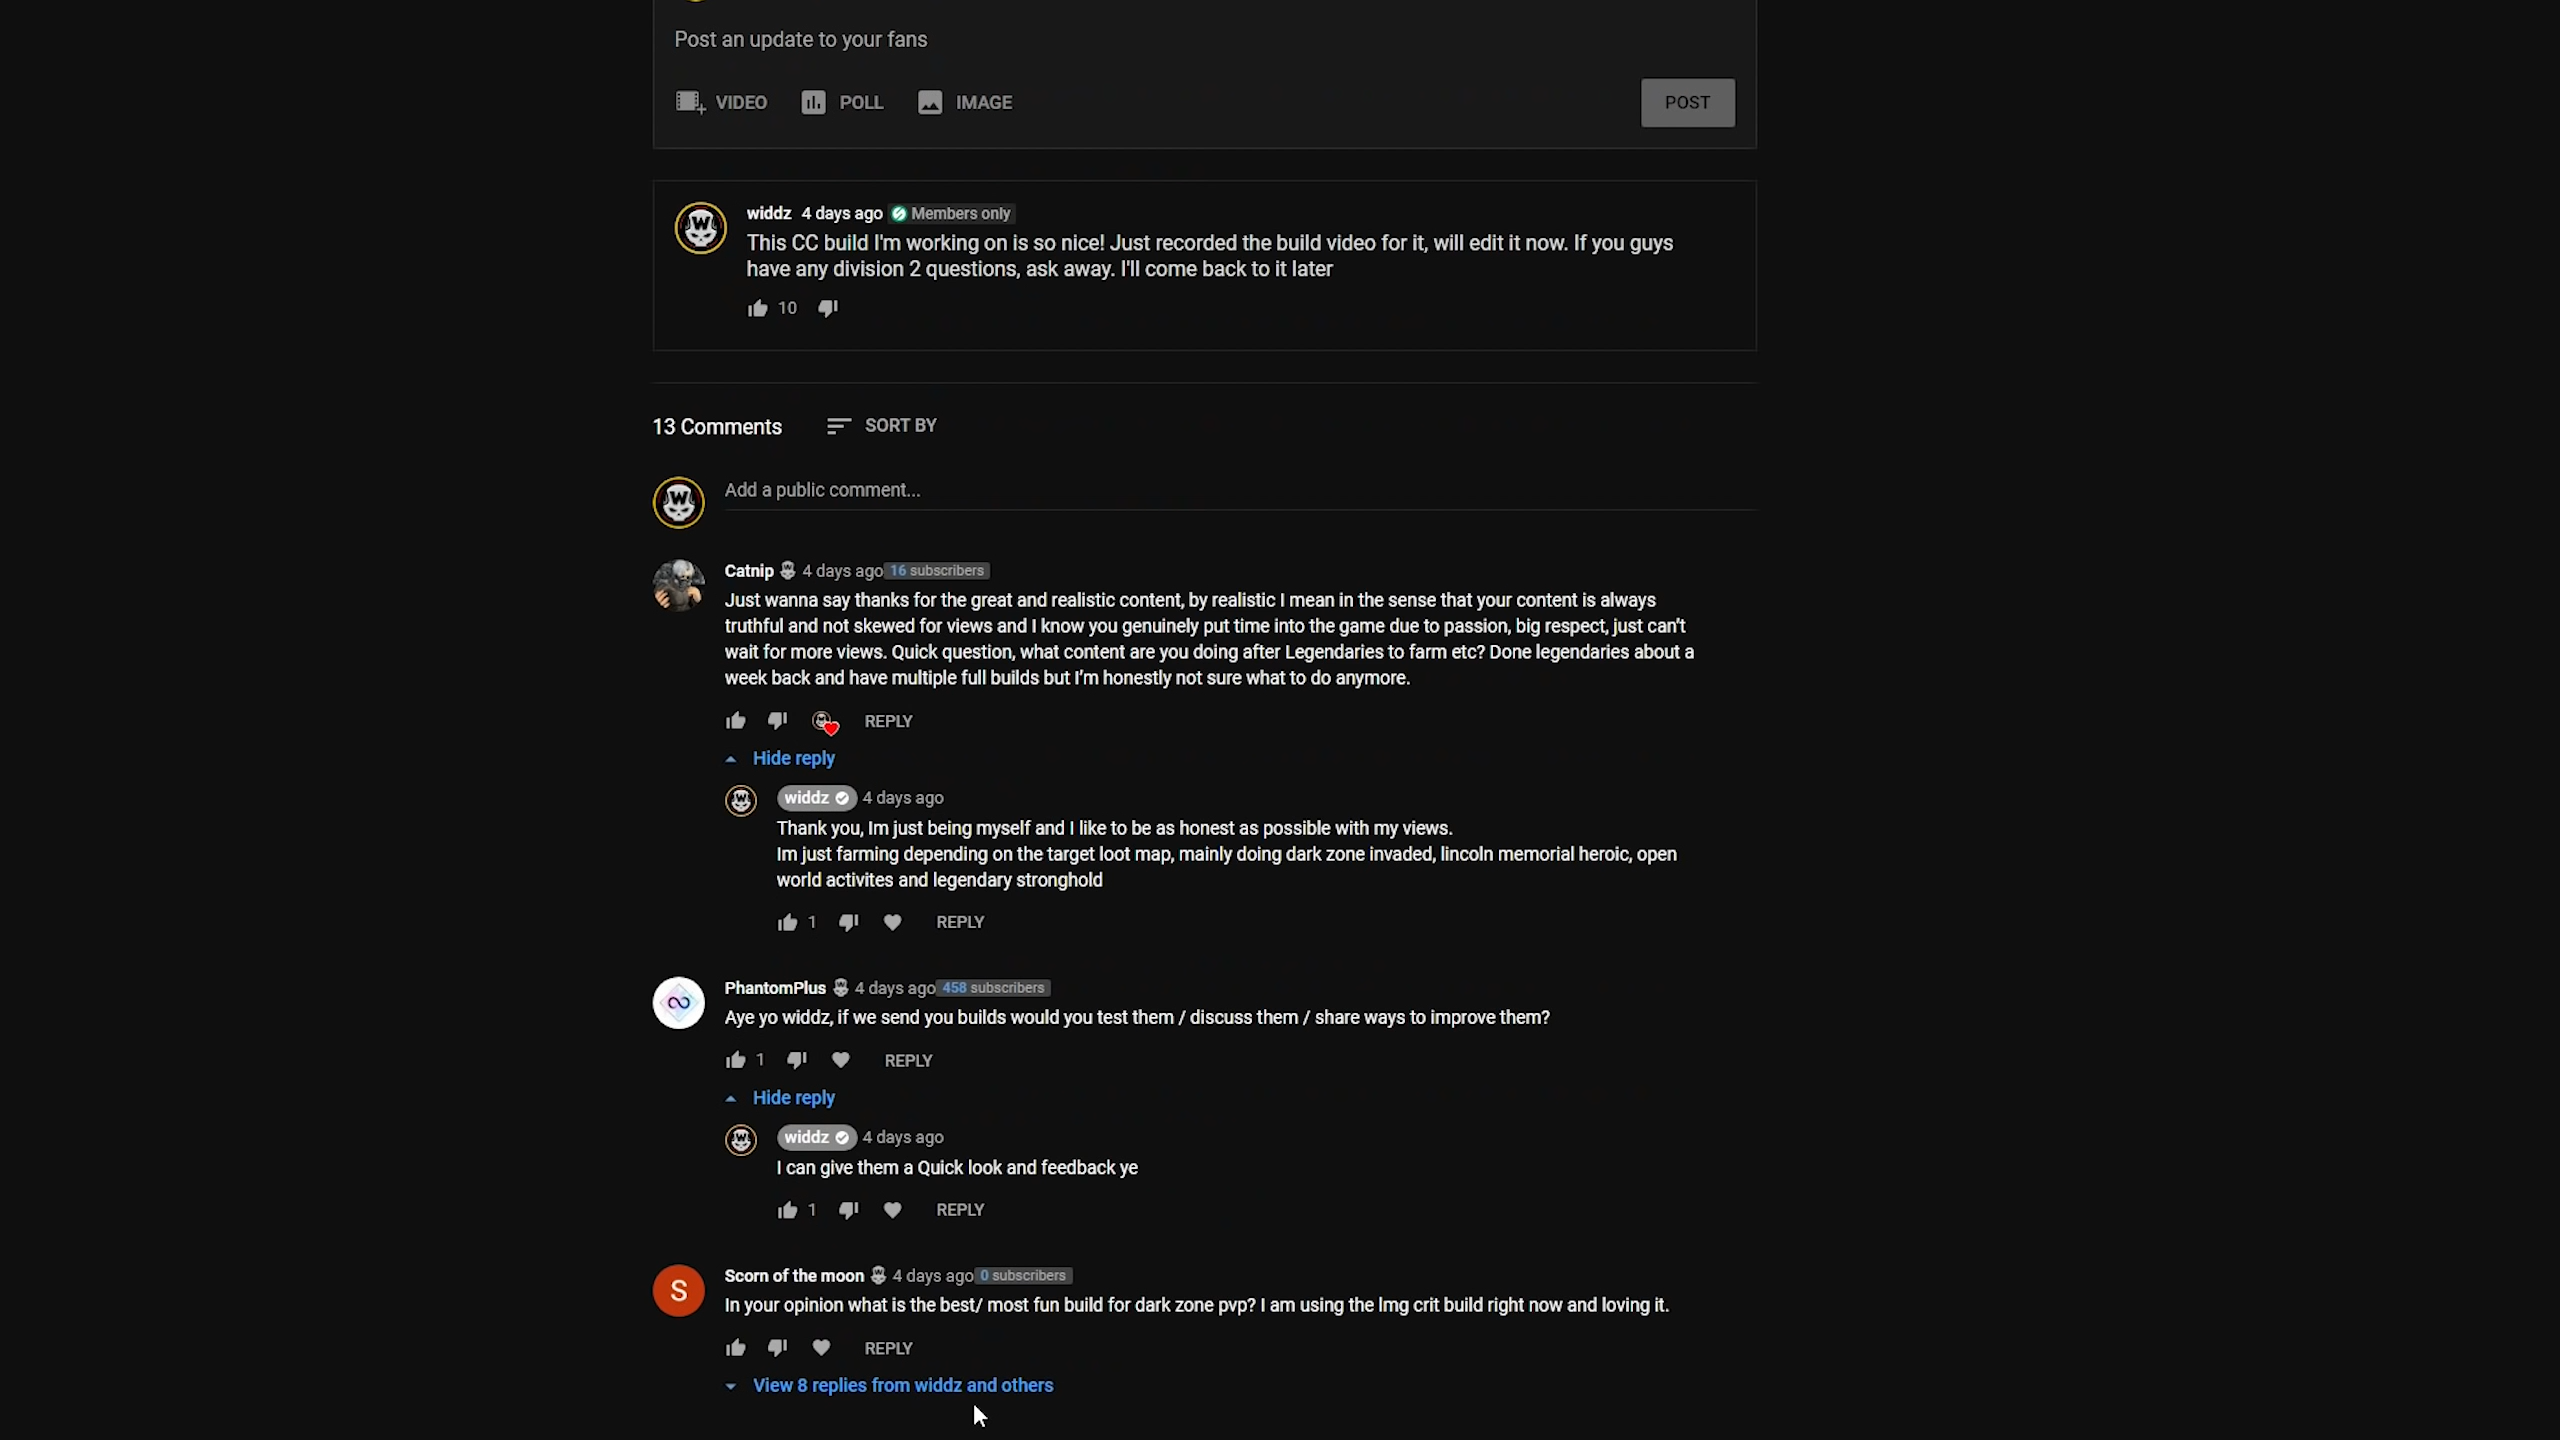 Post an update to your fans
VIDEO POLL IMAGE POST
widdz 4 days ago Members only
This CC build I'm working on is so nice! Just recorded the build video for it, will edit it now. If you guys
have any division 2 questions, ask away. I'll come back to it later
10
13 Comments SORT BY
Add a public comment...
Catnip 4 days ago 16 subscribers
Just wanna say thanks for the great and realistic content, by realistic I mean in the sense that your content is always
truthful and not skewed for views and I know you genuinely put time into the game due to passion, big respect, just can't
wait for more views. Quick question, what content are you doing after Legendaries to farm etc? Done legendaries about a
week back and have multiple full builds but I'm honestly not sure what to do anymore.
REPLY
Hide reply
widdz 4 days ago
Thank you, Im just being myself and I like to be as honest as possible with my views.
Im just farming depending on the target loot map, mainly doing dark zone invaded, lincoln memorial heroic, open
world activites and legendary stronghold
1 REPLY
PhantomPlus 4 days ago 458 subscribers
Aye yo widdz, if we send you builds would you test them / discuss them / share ways to improve them?
1 REPLY
Hide reply
widdz 4 days ago
I can give them a Quick look and feedback ye
1 REPLY
S
Scorn of the moon 4 days ago 0 subscribers
In your opinion what is the best/ most fun build for dark zone pvp? I am using the lmg crit build right now and loving it.
REPLY
View 8 replies from widdz and others